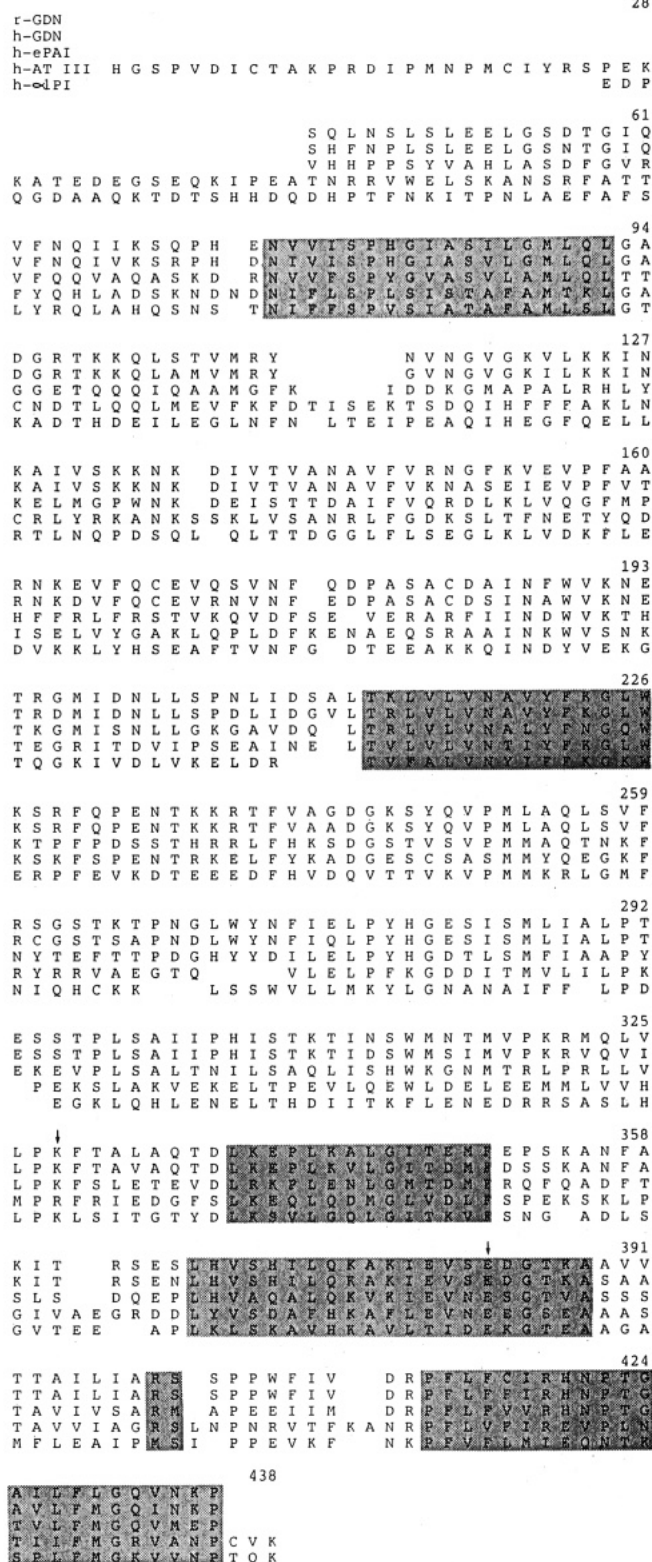 28
r-GDN
h-GDN
h-ePAI
h-AT III H G S P V D I C T A K P R D I P M N P M C I Y R S P E K
h-α1PI E D P
61
S Q L N S L S L E E L G S D T G I Q
S H F N P L S L E E L G S N T G I Q
V H H P P S Y V A H L A S D F G V R
K A T E D E G S E Q K I P E A T N R R V W E L S K A N S R F A T T
Q G D A A Q K T D T S H H D Q D H P T F N K I T P N L A E F A F S
94
V F N Q I I K S Q P H E N V V I S P H G I A S I L G M L Q L G A
V F N Q I V K S R P H D N I V I S P H G I A S V L G M L Q L G A
V F Q Q V A Q A S K D R N V V F S P Y G V A S V L A M L Q L T T
F Y Q H L A D S K N D N D N I F L S P L S I S T A F A M T K L G A
L Y R Q L A H Q S N S T N I F F S P V S I A T A F A M L S L G T
127
D G R T K K Q L S T V M R Y N V N G V G K V L K K I N
D G R T K K Q L A M V M R Y G V N G V G K I L K K I N
G G E T Q Q Q I Q A A M G F K I D D K G M A P A L R H L Y
C N D T L Q Q L M E V F K F D T I S E K T S D Q I H F F F A K L N
K A D T H D E I L E G L N F N L T E I P E A Q I H E G F Q E L L
160
K A I V S K K N K D I V T V A N A V F V R N G F K V E V P F A A
K A I V S K K N K D I V T V A N A V F V K N A S E I E V P F V T
K E L M G P W N K D E I S T T D A I F V Q R D L K L V Q G F M P
C R L Y R K A N K S S K L V S A N R L F G D K S L T F N E T Y Q D
R T L N Q P D S Q L Q L T T D G G L F L S E G L K L V D K F L E
193
R N K E V F Q C E V Q S V N F Q D P A S A C D A I N F W V K N E
R N K D V F Q C E V R N V N F E D P A S A C D S I N A W V K N E
H F F R L F R S T V K Q V D F S E V E R A R F I I N D W V K T H
I S E L V Y G A K L Q P L D F K E N A E Q S R A A I N K W V S N K
D V K K L Y H S E A F T V N F G D T E E A K K Q I N D Y V E K G
226
T R G M I D N L L S P N L I D S A L T K L V L V N A V Y F K G L W
T R D M I D N L L S P D L I D G V L T R L V L V N A V Y F K G L W
T K G M I S N L L G K G A V D Q L T R L V L V N A L Y F N G Q W
T E G R I T D V I P S E A I N E L T V L V L V N T I Y F K G L W
T Q G K I V D L V K E L D R T V F A L V N Y I F F K G K W
259
K S R F Q P E N T K K R T F V A G D G K S Y Q V P M L A Q L S V F
K S R F Q P E N T K K R T F V A A D G K S Y Q V P M L A Q L S V F
K T P F P D S S T H R R L F H K S D G S T V S V P M M A Q T N K F
K S K F S P E N T R K E L F Y K A D G E S C S A S M M Y Q E G K F
E R P F E V K D T E E E D F H V D Q V T T V K V P M M K R L G M F
292
R S G S T K T P N G L W Y N F I E L P Y H G E S I S M L I A L P T
R C G S T S A P N D L W Y N F I Q L P Y H G E S I S M L I A L P T
N Y T E F T T P D G H Y Y D I L E L P Y H G D T L S M F I A A P Y
R Y R R V A E G T Q V L E L P F K G D D I T M V L I L P K
N I Q H C K K L S S W V L L M K Y L G N A N A I F F L P D
325
E S S T P L S A I I P H I S T K T I N S W M N T M V P K R M Q L V
E S S T P L S A I I P H I S T K T I D S W M S I M V P K R V Q V I
E K E V P L S A L T N I L S A Q L I S H W K G N M T R L P R L L V
P E K S L A K V E K E L T P E V L Q E W L D E L E E M M L V V H
E G K L Q H L E N E L T H D I I T K F L E N E D R R S A S L H
358
↓
L P K F T A L A Q T D L K E P L K A L G I T E M F E P S K A N F A
L P K F T A V A Q T D L K E P L K V L G I T D M F D S S K A N F A
L P K F S L E T E V D L R K P L E N L G M T D M F R Q F Q A D F T
M P R F R I E D G F S L K E Q L Q D M G L V D L F S P E K S K L P
L P K L S I T G T Y D L K S V L G Q L G I T K V F S N G A D L S
391
↓
K I T R S E S L H V S H I L Q K A K I E V S E D G T K A A V V
K I T R S E N L H V S H I L Q K A K I E V S E D G T K A S A A
S L S D Q E P L H V A Q A L Q K V K I E V N E S G T V A S S S
G I V A E G R D D L Y V S D A F H K A F L E V N E E G S E A A A S
G V T E E A P L K L S K A V H K A V L T I D E K G T E A A G A
424
T T A I L I A R S S P P W F I V D R P F L F C I R H N P T G
T T A I L I A R S S P P W F I V D R P F L F F I R H N P T G
T A V I V S A R M A P E E I I M D R P F L F V V R H N P T G
T A V V I A G R S L N P N R V T F K A N R P F L V F I R E V P L N
M F L E A I P M S I P P E V K F N K P F V F L M I E Q N T K
438
A I L F L G Q V N K P
A V L F M G Q I N K P
T V L F M G Q V M E P
T I I F M G R V A N P C V K
S P L F M G K V V N P T Q K